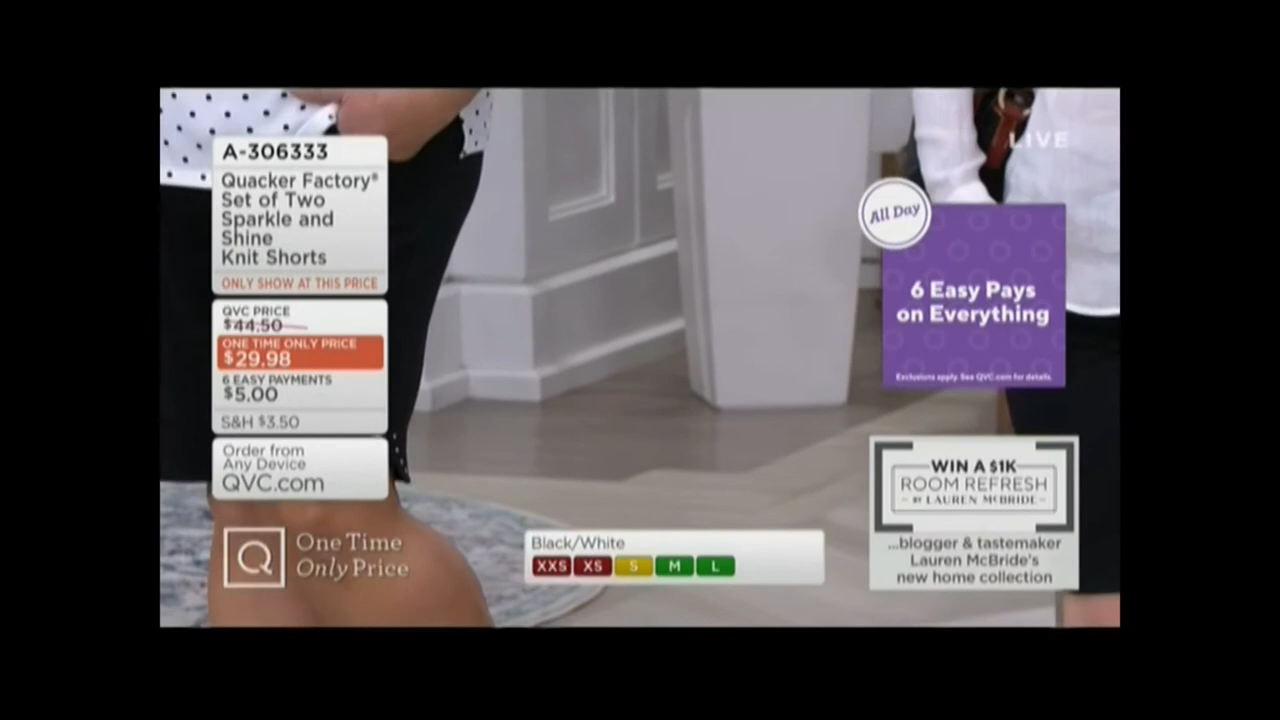 A-306333
Quacker Factory®
Set of Two
Sparkle and
Shine
Knit Shorts
ONLY SHOW AT THIS PRICE
QVC PRICE
$44.50
ONE TIME ONLY PRICE
$29.98
6 EASY PAYMENTS
$5.00
S&H $3.50
Order from
Any Device
QVC.com
Q
One Time
Only Price
Black/White
XXS XS S M L
LIVE
All Day
6 Easy Pays
on Everything
Exclusions apply. See QVC.com for details.
WIN A $1K
ROOM REFRESH
- BY LAUREN McBRIDE -
...blogger & tastemaker
Lauren McBride's
new home collection